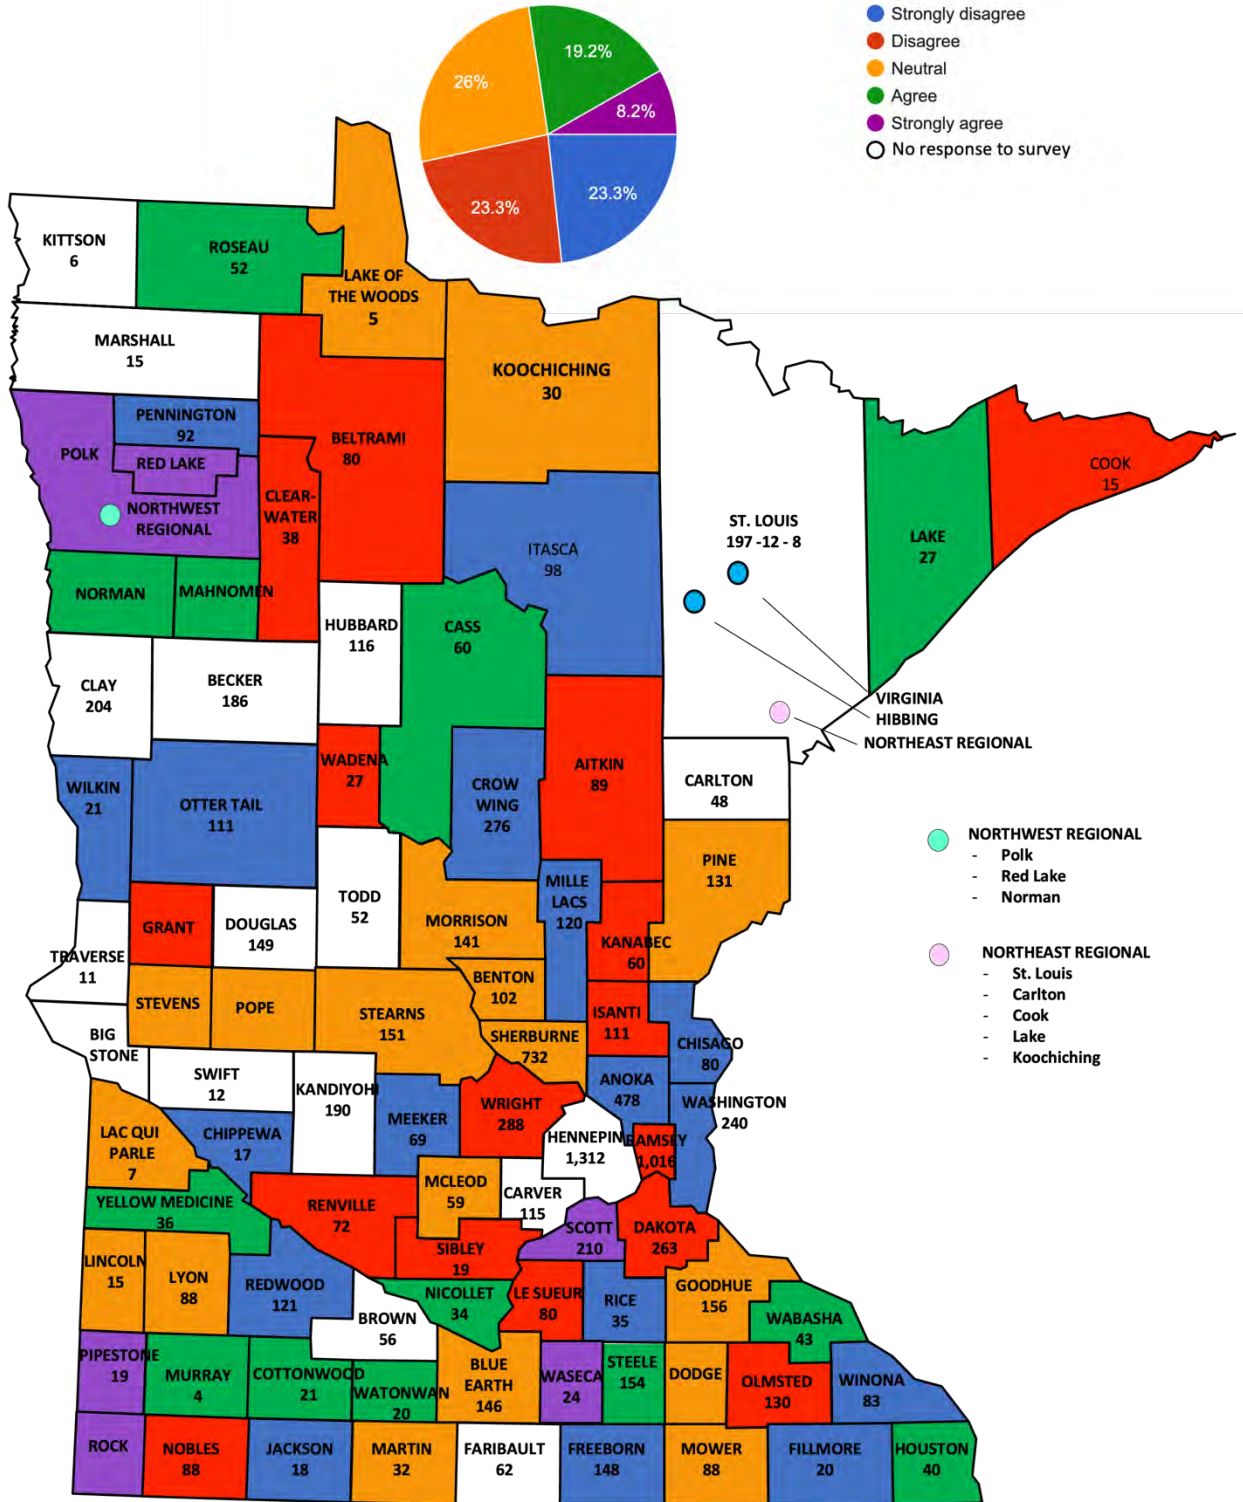 Strongly disagree
Disagree
Neutral
Agree
Strongly agree
No response to survey
19.2%
26%
8.2%
23.3%
23.3%
KITTSON
6
ROSEAU
52
LAKE OF
THE WOODS
5
MARSHALL
15
KOOCHICHING
30
PENNINGTON
92
POLK
RED LAKE
NORTHWEST
REGIONAL
BELTRAMI
80
CLEAR-
WATER
38
COOK
15
ST. LOUIS
197 -12 - 8
LAKE
27
ITASCA
98
NORMAN
MAHNOMEN
HUBBARD
116
CASS
60
CLAY
204
BECKER
186
VIRGINIA
HIBBING
NORTHEAST REGIONAL
WADENA
27
AITKIN
89
CARLTON
48
WILKIN
21
OTTER TAIL
111
CROW
WING
276
PINE
131
NORTHWEST REGIONAL
- Polk
- Red Lake
- Norman
TODD
52
MILLE
LACS
120
GRANT
DOUGLAS
149
MORRISON
141
KANABEC
60
NORTHEAST REGIONAL
- St. Louis
- Carlton
- Cook
- Lake
- Koochiching
TRAVERSE
11
STEVENS
POPE
STEARNS
151
BENTON
102
ISANTI
111
BIG
STONE
SHERBURNE
732
CHISAGO
80
SWIFT
12
KANDIYOHI
190
ANOKA
478
WASHINGTON
240
MEEKER
69
WRIGHT
288
LAC QUI
PARLE
7
CHIPPEWA
17
HENNEPIN
1,312
RAMSEY
1,016
MCLEOD
59
CARVER
115
YELLOW MEDICINE
36
RENVILLE
72
SCOTT
210
DAKOTA
263
SIBLEY
19
LINCOLN
15
LYON
88
REDWOOD
121
NICOLLET
34
LE SUEUR
80
RICE
35
GOODHUE
156
BROWN
56
WABASHA
43
PIPESTONE
19
MURRAY
4
COTTONWOOD
21
WATONWAN
20
BLUE
EARTH
146
WASECA
24
STEELE
154
DODGE
OLMSTED
130
WINONA
83
ROCK
NOBLES
88
JACKSON
18
MARTIN
32
FARIBAULT
62
FREEBORN
148
MOWER
88
FILLMORE
20
HOUSTON
40